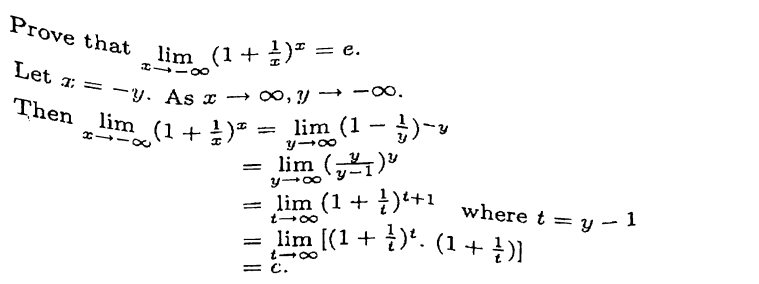 Prove that lim_{x→−∞} (1 + 1/x)^x = e.
Let x = −y. As x → ∞, y → −∞.
Then lim_{x→−∞} (1 + 1/x)^x = lim_{y→∞} (1 − 1/y)^{−y}
= lim_{y→∞} (y/(y−1))^y
= lim_{t→∞} (1 + 1/t)^{t+1} where t = y − 1
= lim_{t→∞} [(1 + 1/t)^t. (1 + 1/t)]
= e.